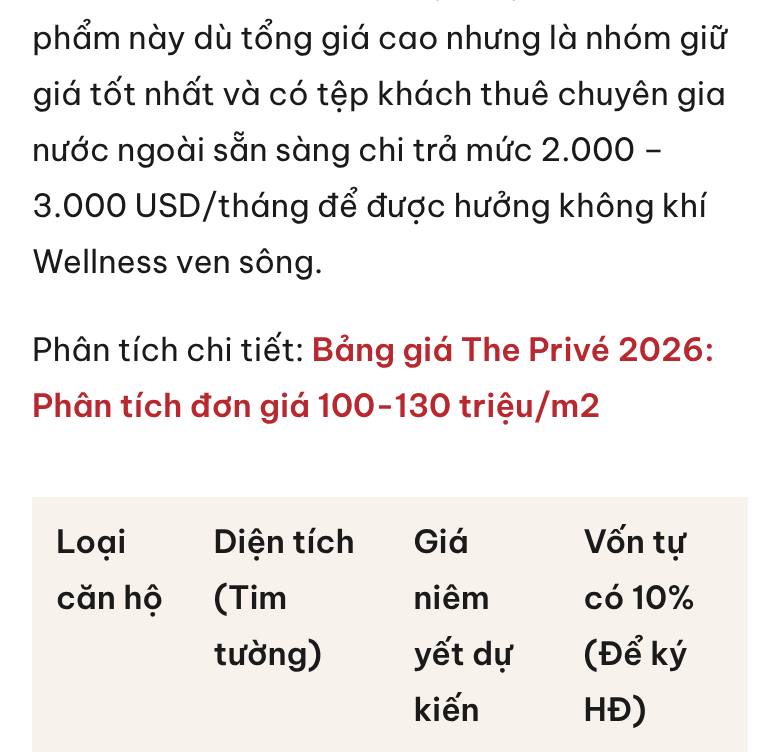 phẩm này dù tổng giá cao nhưng là nhóm giữ
giá tốt nhất và có tệp khách thuê chuyên gia
nước ngoài sẵn sàng chi trả mức 2.000 –
3.000 USD/tháng để được hưởng không khí
Wellness ven sông.
Phân tích chi tiết: Bảng giá The Privé 2026:
Phân tích đơn giá 100-130 triệu/m2
Loại
căn hộ
Diện tích
(Tim
tường)
Giá
niêm
yết dự
kiến
Vốn tự
có 10%
(Để ký
HĐ)